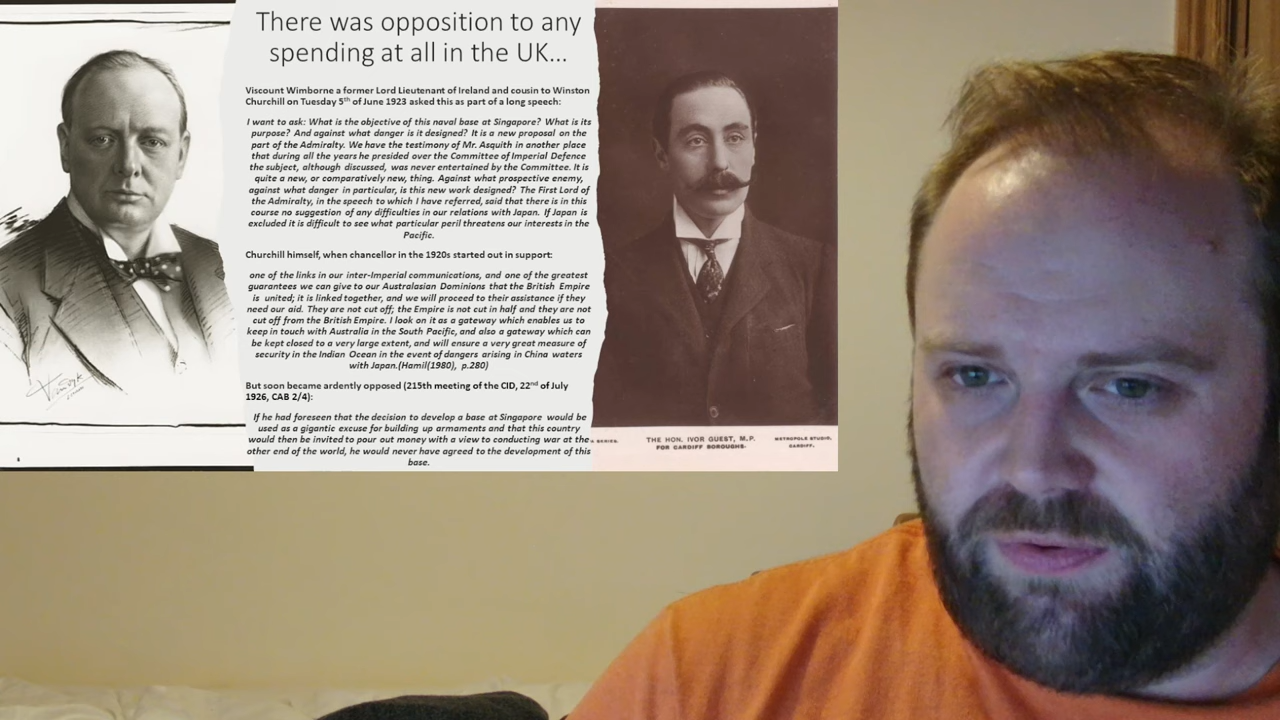 There was opposition to any
spending at all in the UK...
Viscount Wimborne a former Lord Lieutenant of Ireland and cousin to Winston
Churchill on Tuesday 5th of June 1923 asked this as part of a long speech:
I want to ask: What is the objective of this naval base at Singapore? What is its
purpose? And against what danger is it designed? It is a new proposal on the
part of the Admiralty. We have the testimony of Mr. Asquith in another place
that during all the years he presided over the Committee of Imperial Defence
the subject, although discussed, was never entertained by the Committee. It is
quite a new, or comparatively new, thing. Against what prospective enemy,
against what danger in particular, is this new work designed? The First Lord of
the Admiralty, in the speech to which I have referred, said that there is in this
course no suggestion of any difficulties in our relations with Japan. If Japan is
excluded it is difficult to see what particular peril threatens our interests in the
Pacific.
Churchill himself, when chancellor in the 1920s started out in support:
one of the links in our inter-Imperial communications, and one of the greatest
guarantees we can give to our Australasian Dominions that the British Empire
is united; it is linked together, and we will proceed to their assistance if they
need our aid. They are not cut off; the Empire is not cut in half and they are not
cut off from the British Empire. I look on it as a gateway which enables us to
keep in touch with Australia in the South Pacific, and also a gateway which can
be kept closed to a very large extent, and will ensure a very great measure of
security in the Indian Ocean in the event of dangers arising in China waters
with Japan.(Hamil(1980), p.280)
But soon became ardently opposed (215th meeting of the CID, 22nd of July
1926, CAB 2/4):
If he had foreseen that the decision to develop a base at Singapore would be
used as a gigantic excuse for building up armaments and that this country
would then be invited to pour out money with a view to conducting war at the
other end of the world, he would never have agreed to the development of this
base.
SERIES.
THE HON. IVOR GUEST, M.P.
FOR CARDIFF BOROUGHS.
METROPOLE STUDIO,
CARDIFF.